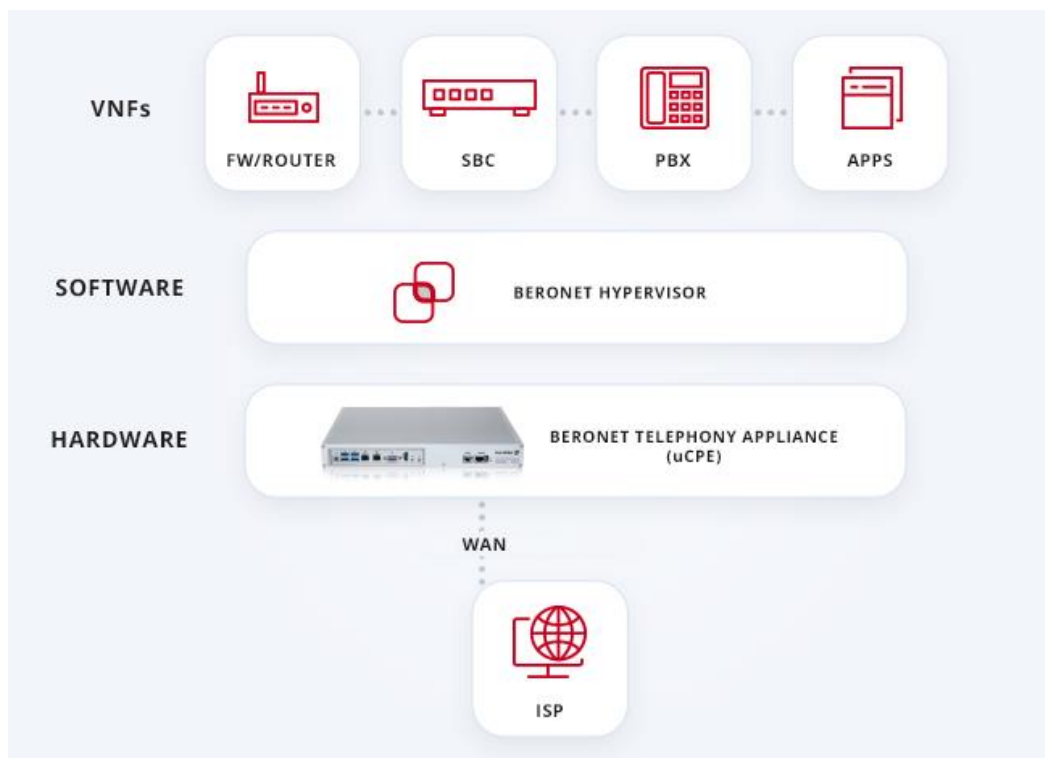 VNFs
FW/ROUTER
SBC
PBX
APPS
SOFTWARE
BERONET HYPERVISOR
HARDWARE
BERONET TELEPHONY APPLIANCE
(uCPE)
WAN
ISP